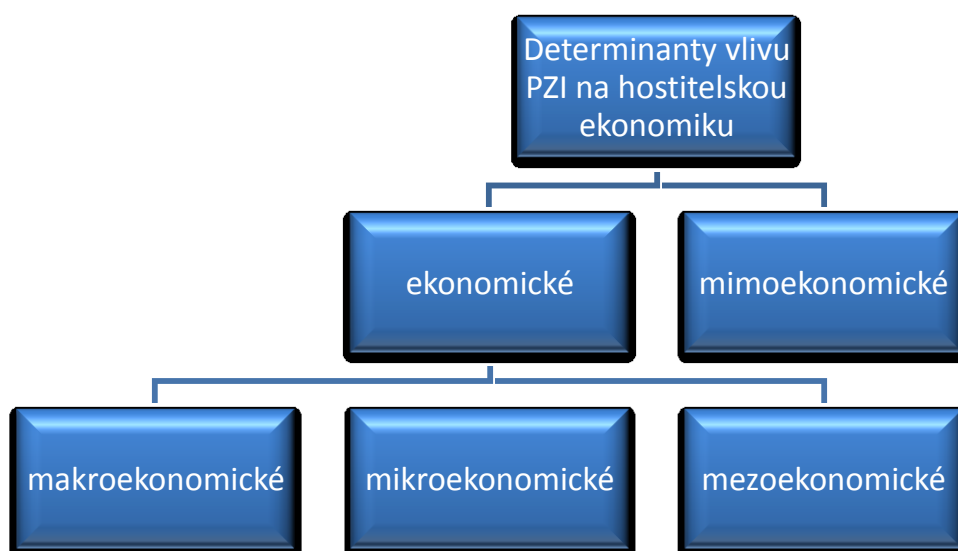 Determinanty vlivu
PZI na hostitelskou
ekonomiku
ekonomické
mimoekonomické
makroekonomické
mikroekonomické
mezoekonomické